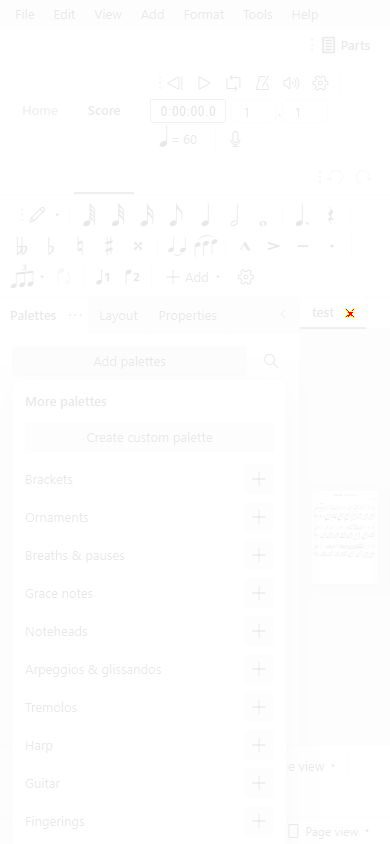 File Edit View Add Format Tools Help
Parts
Home Score 0:00:00.0 1 . 1
= 60
Add
Palettes Layout Properties test
Add palettes
More palettes
Create custom palette
Brackets
Ornaments
Breaths & pauses
Grace notes
Noteheads
Arpeggios & glissandos
Tremolos
Harp
e view
Guitar
Fingerings
Page view